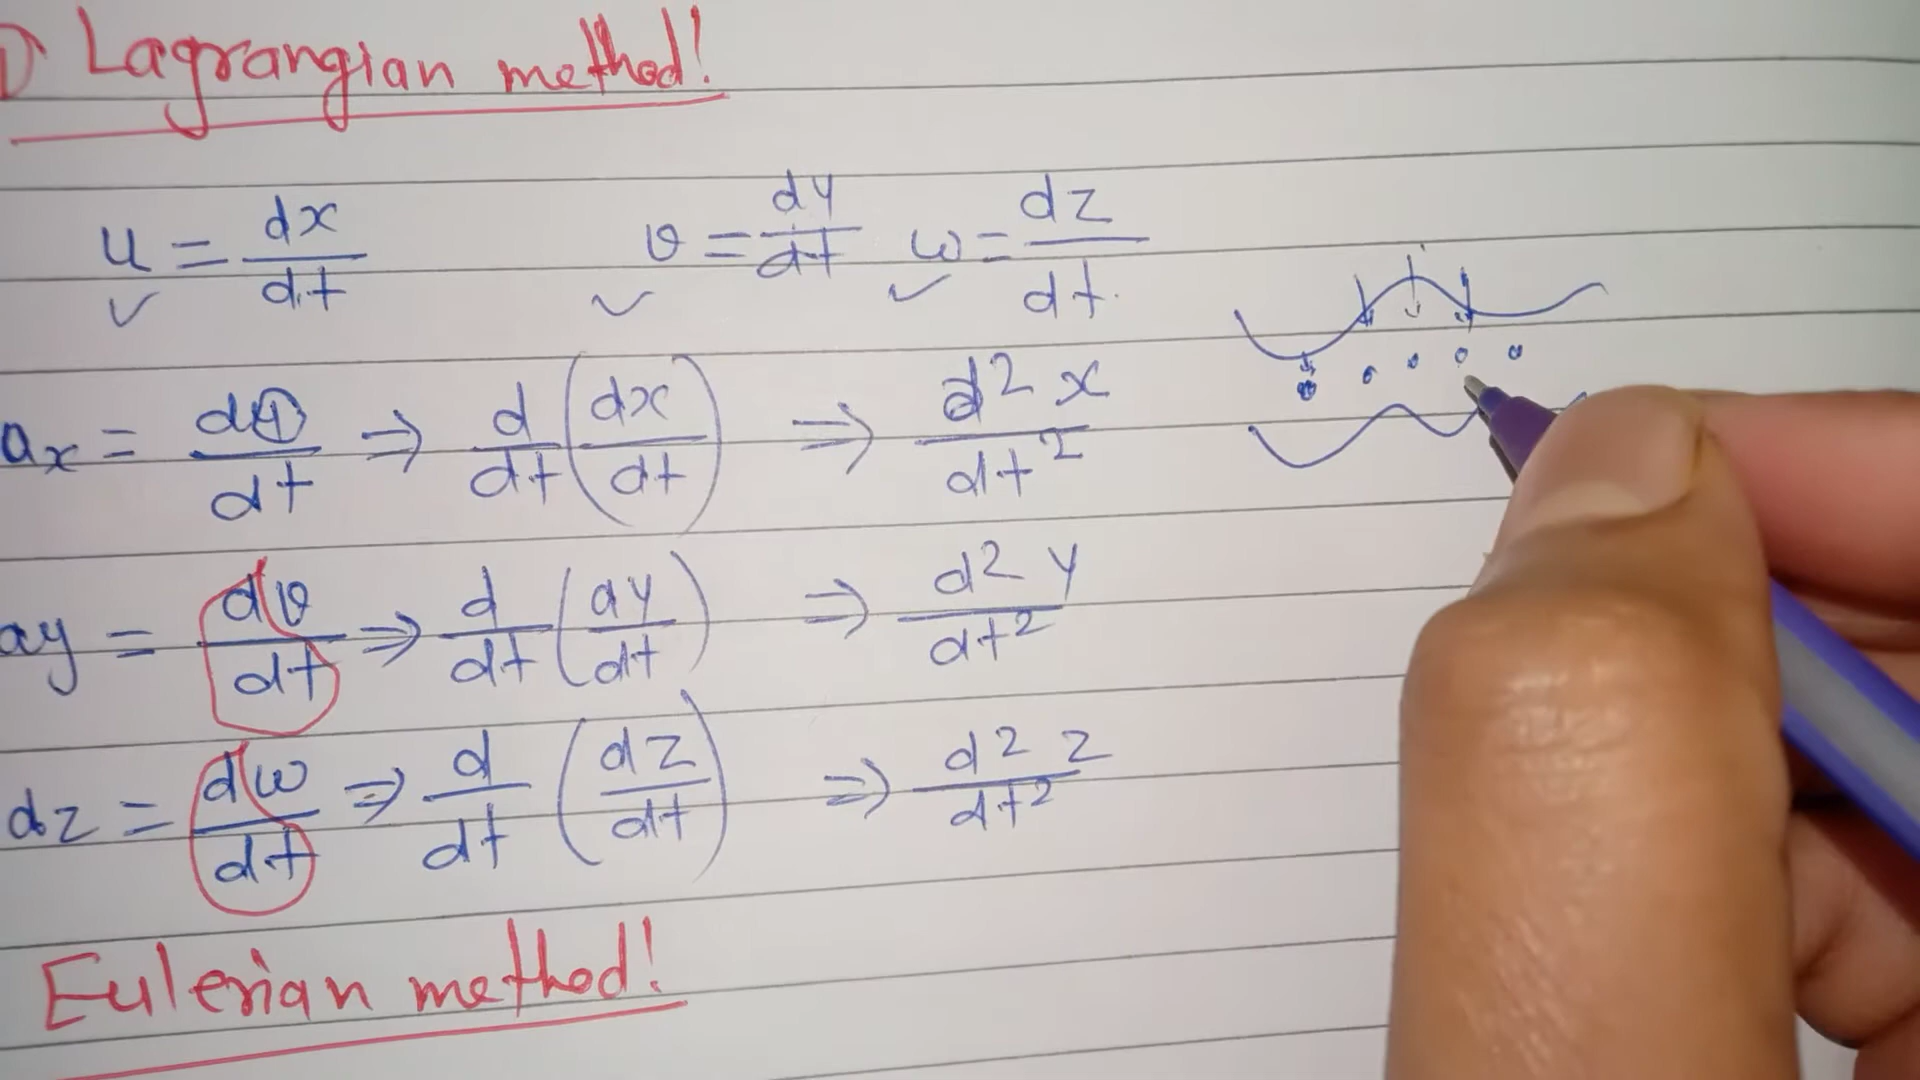 1) Lagrangian method!
u = dx/dt v = dy/dt w = dz/dt
ax = du/dt ⇒ d/dt (dx/dt) ⇒ d²x/dt²
ay = dv/dt ⇒ d/dt (dy/dt) ⇒ d²y/dt²
az = dw/dt ⇒ d/dt (dz/dt) ⇒ d²z/dt²
Eulerian method!